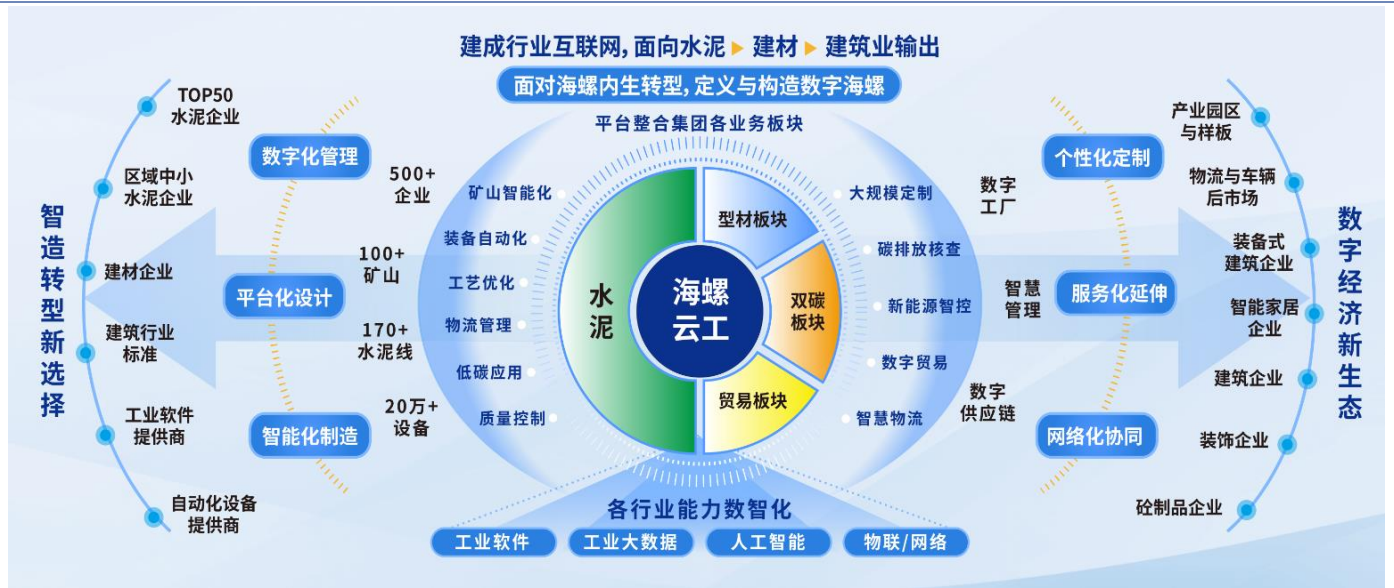 建成行业互联网,面向水泥▶建材▶建筑业输出
面对海螺内生转型,定义与构造数字海螺
平台整合集团各业务板块
智造转型新选择
TOP50
水泥企业
区域中小
水泥企业
建材企业
建筑行业
标准
工业软件
提供商
自动化设备
提供商
数字化管理
平台化设计
智能化制造
500+
企业
100+
矿山
170+
水泥线
20万+
设备
矿山智能化
装备自动化
工艺优化
物流管理
低碳应用
质量控制
水泥
海螺
云工
型材板块
双碳
板块
贸易板块
大规模定制
碳排放核查
新能源智控
数字贸易
智慧物流
数字
工厂
智慧
管理
数字
供应链
个性化定制
服务化延伸
网络化协同
产业园区
与样板
物流与车辆
后市场
装备式
建筑企业
智能家居
企业
建筑企业
装饰企业
砼制品企业
数字经济新生态
各行业能力数智化
工业软件
工业大数据
人工智能
物联/网络